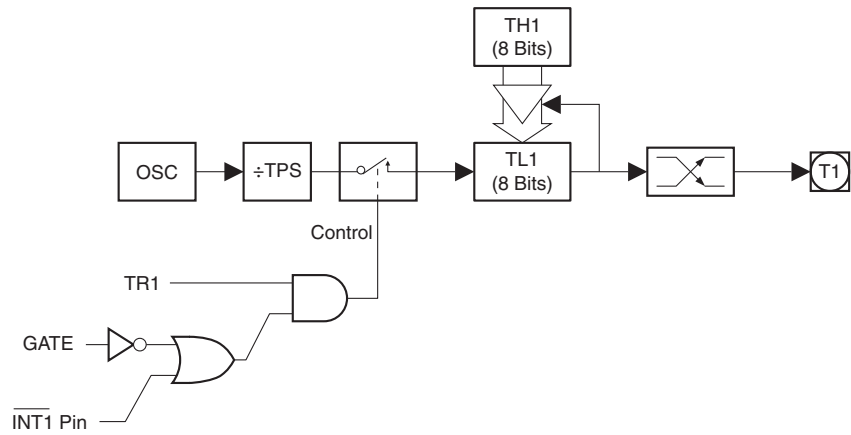 TH1
(8 Bits)
OSC
÷TPS
TL1
(8 Bits)
T1
Control
TR1
GATE
INT1 Pin